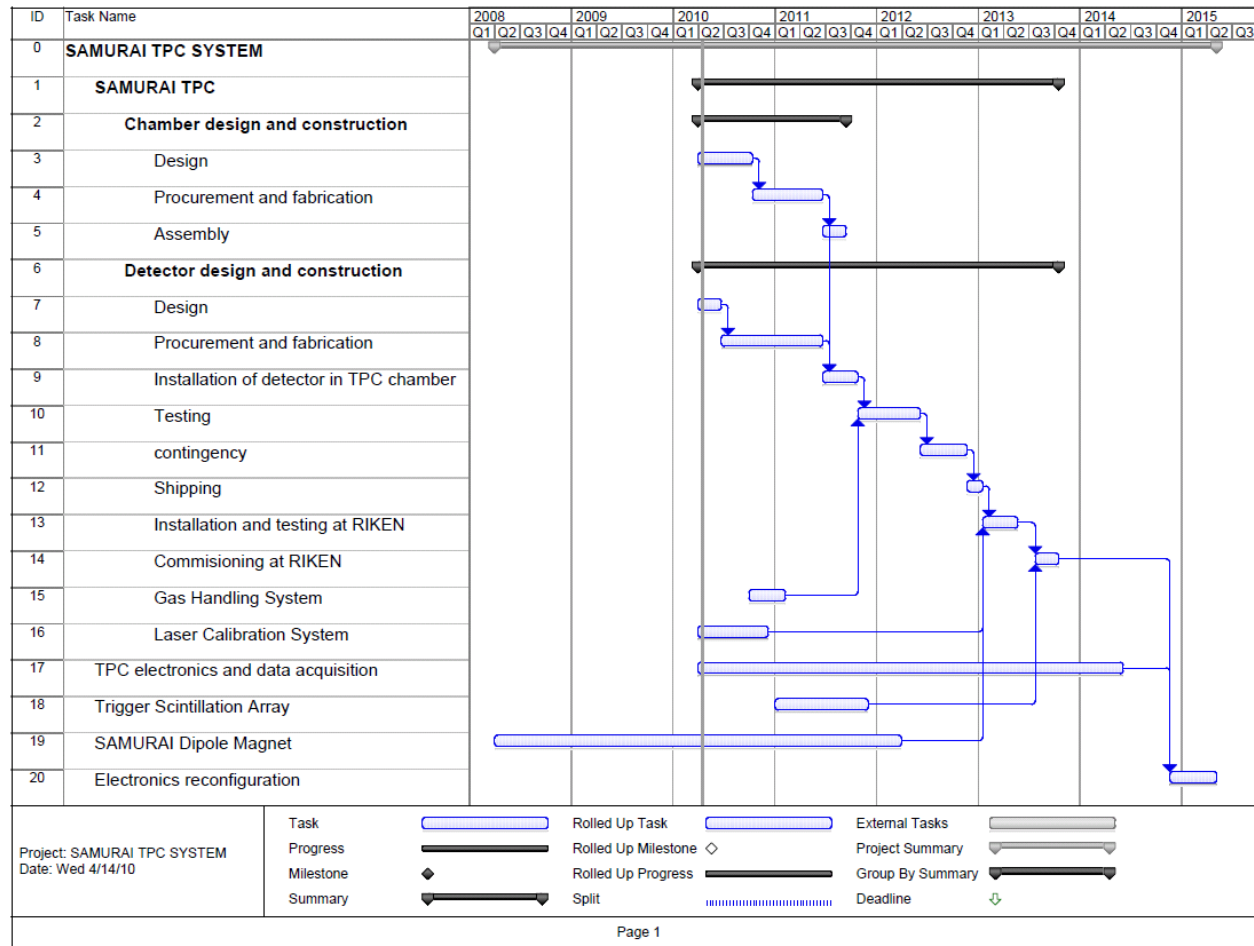 ID Task Name 2008 2009 2010 2011 2012 2013 2014 2015
Q1 Q2 Q3 Q4 Q1 Q2 Q3 Q4 Q1 Q2 Q3 Q4 Q1 Q2 Q3 Q4 Q1 Q2 Q3 Q4 Q1 Q2 Q3 Q4 Q1 Q2 Q3 Q4 Q1 Q2 Q3
0 SAMURAI TPC SYSTEM
1 SAMURAI TPC
2 Chamber design and construction
3 Design
4 Procurement and fabrication
5 Assembly
6 Detector design and construction
7 Design
8 Procurement and fabrication
9 Installation of detector in TPC chamber
10 Testing
11 contingency
12 Shipping
13 Installation and testing at RIKEN
14 Commisioning at RIKEN
15 Gas Handling System
16 Laser Calibration System
17 TPC electronics and data acquisition
18 Trigger Scintillation Array
19 SAMURAI Dipole Magnet
20 Electronics reconfiguration
Project: SAMURAI TPC SYSTEM
Date: Wed 4/14/10
Task Rolled Up Task External Tasks
Progress Rolled Up Milestone Project Summary
Milestone Rolled Up Progress Group By Summary
Summary Split Deadline
Page 1